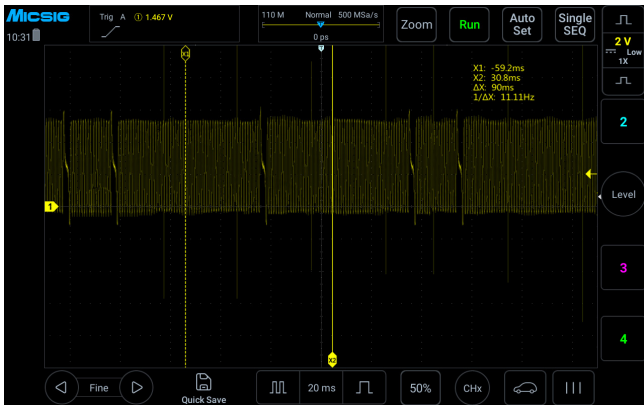 Micsig
10:31
Trig A ① 1.467 V
110 M Normal 500 MSa/s
0 ps
Zoom
Run
Auto
Set
Single
SEQ
2 V
Low
1X
X1
X1: -59.2ms
X2: 30.8ms
ΔX: 90ms
1/ΔX: 11.11Hz
2
1
Level
3
4
X2
Fine
Quick Save
20 ms
50%
CHx